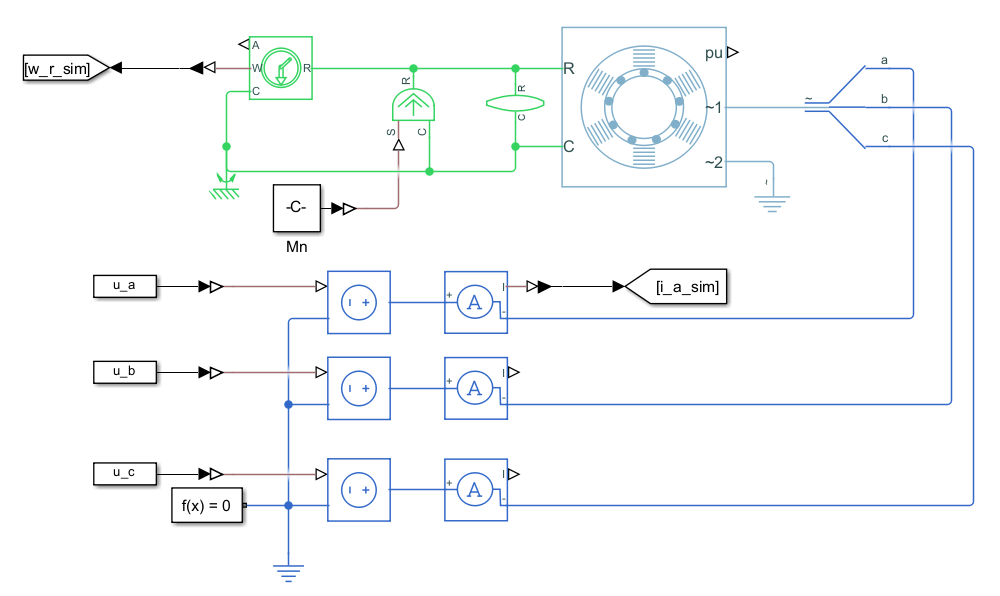 A
[w_r_sim]
W
R
C
R
S
C
R
C
R
C
pu
~1
~2
~
~
a
b
c
-C-
Mn
u_a
+
+
A
I
-
[i_a_sim]
u_b
+
+
A
I
-
u_c
+
+
A
I
-
f(x) = 0